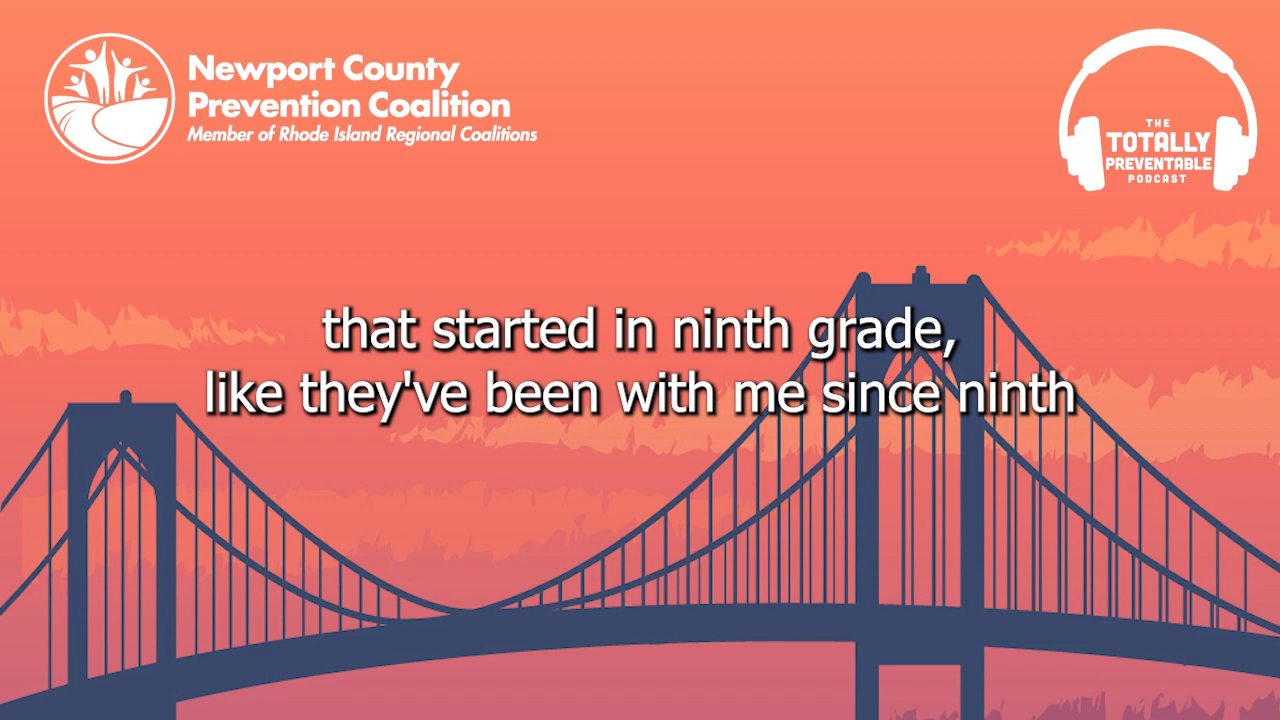 Newport County
Prevention Coalition
Member of Rhode Island Regional Coalitions
THE
TOTALLY
PREVENTABLE
PODCAST
that started in ninth grade,
like they've been with me since ninth